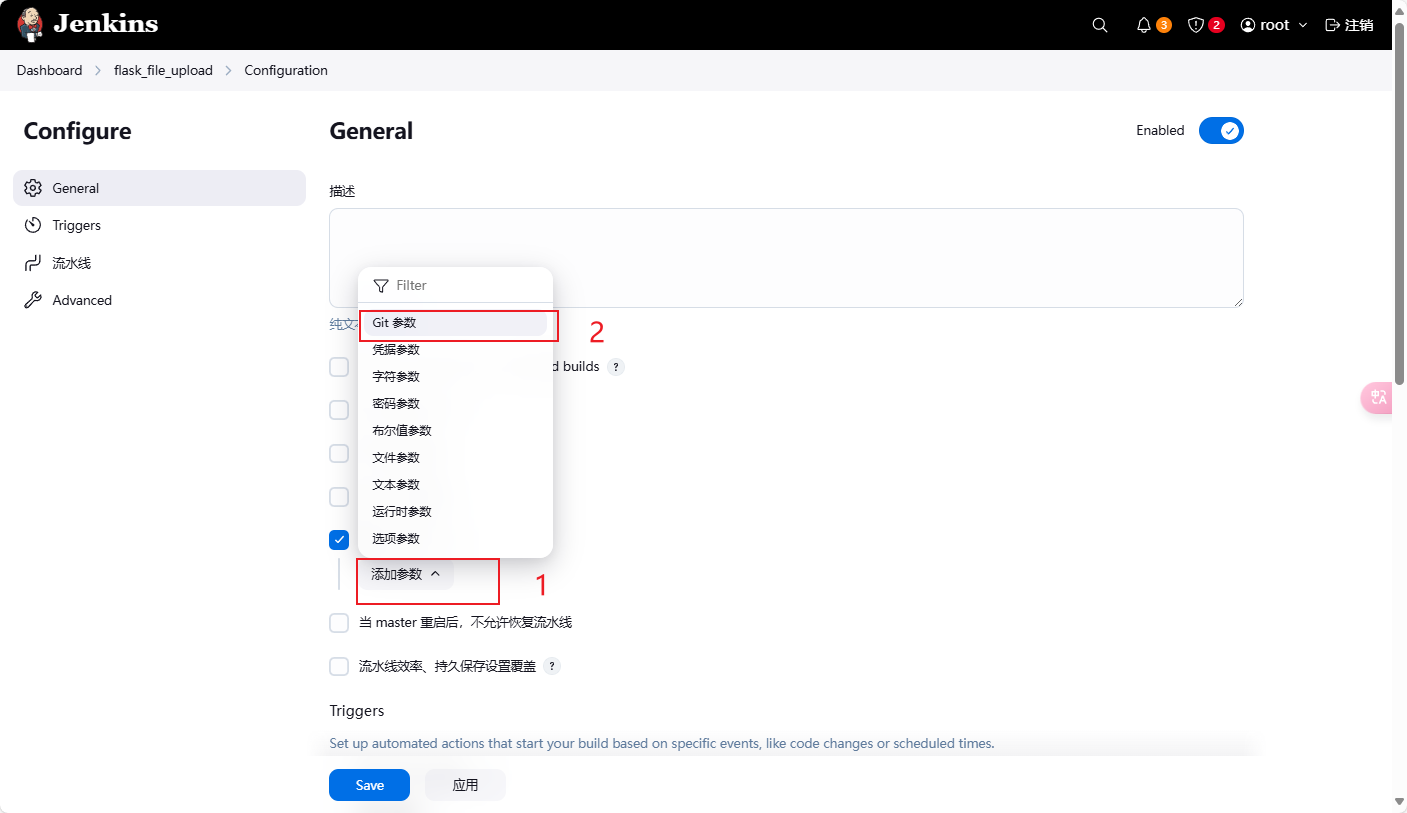 Jenkins
3
2
root
注销
Dashboard
flask_file_upload
Configuration
Configure
General
Enabled
General
Triggers
流水线
Advanced
描述
Filter
纯文
Git 参数
2
凭据参数
d builds ?
字符参数
密码参数
布尔值参数
文件参数
文本参数
运行时参数
选项参数
添加参数
1
当 master 重启后，不允许恢复流水线
流水线效率、持久保存设置覆盖 ?
Triggers
Set up automated actions that start your build based on specific events, like code changes or scheduled times.
Save
应用
中
A